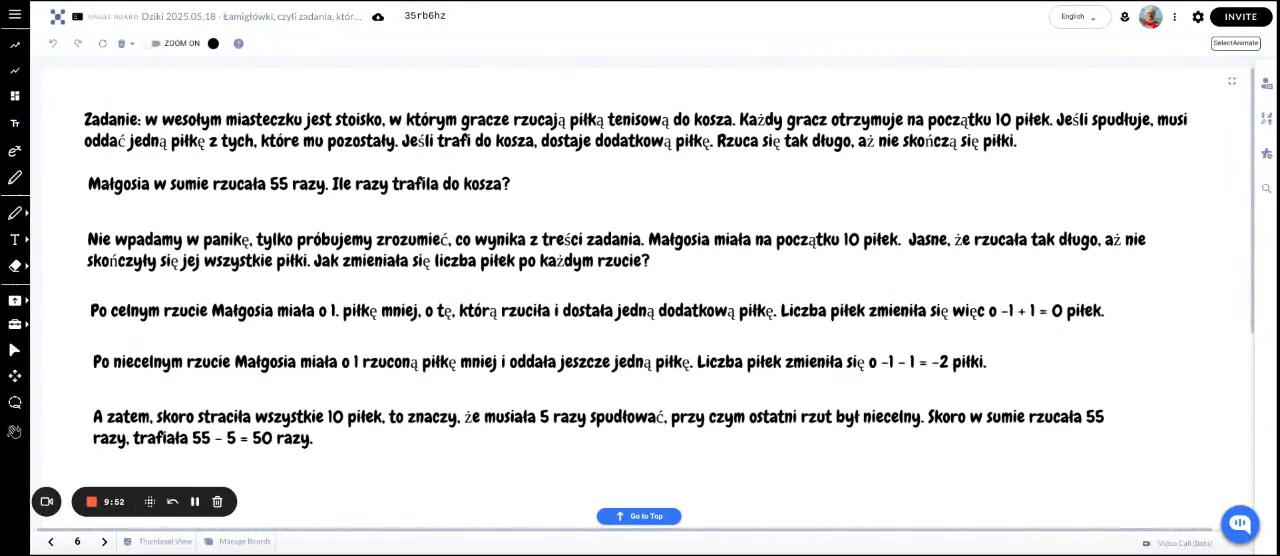 SINGLE BOARD: Dziki 2025.05.18 - Łamigłówki, czyli zadania, któr... 35rb6hz English INVITE
ZOOM ON SelectAnimate
Zadanie: w wesołym miasteczku jest stoisko, w którym gracze rzucają piłką tenisową do kosza. Każdy gracz otrzymuje na początku 10 piłek. Jeśli spudłuje, musi
oddać jedną piłkę z tych, które mu pozostały. Jeśli trafi do kosza, dostaje dodatkową piłkę. Rzuca się tak długo, aż nie skończą się piłki.
Małgosia w sumie rzucała 55 razy. Ile razy trafila do kosza?
Nie wpadamy w panikę, tylko próbujemy zrozumieć, co wynika z treści zadania. Małgosia miała na początku 10 piłek. Jasne, że rzucała tak długo, aż nie
skończyły się jej wszystkie piłki. Jak zmieniała się liczba piłek po każdym rzucie?
Po celnym rzucie Małgosia miała o 1. piłkę mniej, o tę, którą rzuciła i dostała jedną dodatkową piłkę. Liczba piłek zmieniła się więc o -1 + 1 = 0 piłek.
Po niecelnym rzucie Małgosia miała o 1 rzuconą piłkę mniej i oddała jeszcze jedną piłkę. Liczba piłek zmieniła się o -1 - 1 = -2 piłki.
A zatem, skoro straciła wszystkie 10 piłek, to znaczy, że musiała 5 razy spudłować, przy czym ostatni rzut był niecelny. Skoro w sumie rzucała 55
razy, trafiała 55 - 5 = 50 razy.
9:52
Go to Top
6 Thumbnail View Manage Boards Video Call (Beta)